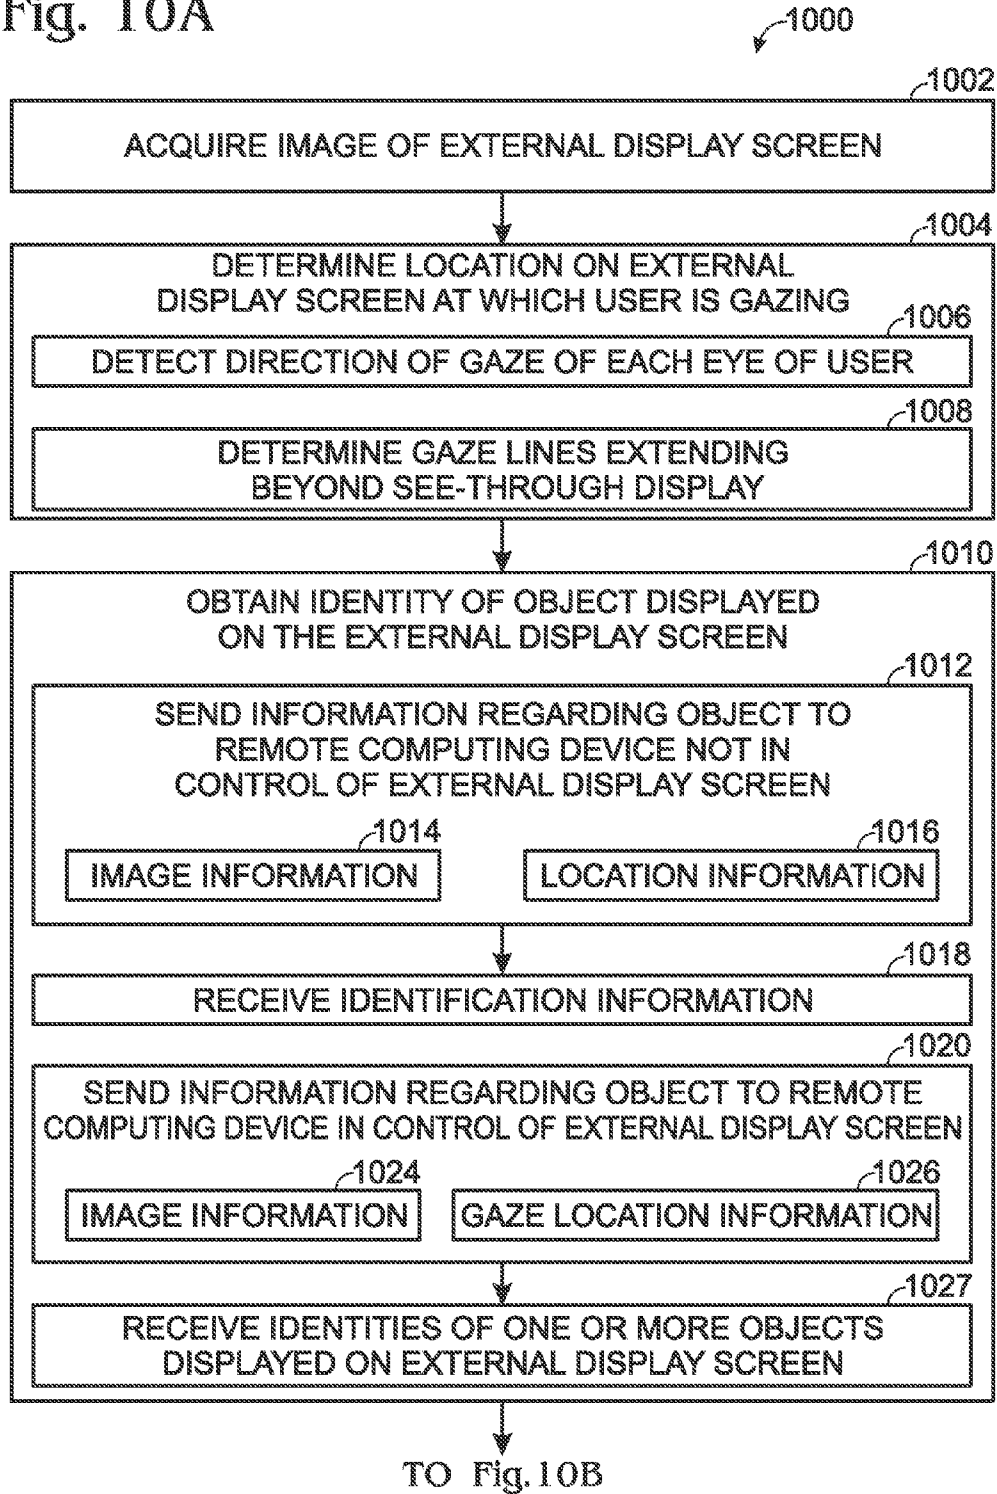 Fig. 10A
1000
1002
ACQUIRE IMAGE OF EXTERNAL DISPLAY SCREEN
1004
DETERMINE LOCATION ON EXTERNAL
DISPLAY SCREEN AT WHICH USER IS GAZING
1006
DETECT DIRECTION OF GAZE OF EACH EYE OF USER
1008
DETERMINE GAZE LINES EXTENDING
BEYOND SEE-THROUGH DISPLAY
1010
OBTAIN IDENTITY OF OBJECT DISPLAYED
ON THE EXTERNAL DISPLAY SCREEN
1012
SEND INFORMATION REGARDING OBJECT TO
REMOTE COMPUTING DEVICE NOT IN
CONTROL OF EXTERNAL DISPLAY SCREEN
1014
IMAGE INFORMATION
1016
LOCATION INFORMATION
1018
RECEIVE IDENTIFICATION INFORMATION
1020
SEND INFORMATION REGARDING OBJECT TO REMOTE
COMPUTING DEVICE IN CONTROL OF EXTERNAL DISPLAY SCREEN
1024
IMAGE INFORMATION
1026
GAZE LOCATION INFORMATION
1027
RECEIVE IDENTITIES OF ONE OR MORE OBJECTS
DISPLAYED ON EXTERNAL DISPLAY SCREEN
TO Fig.10B